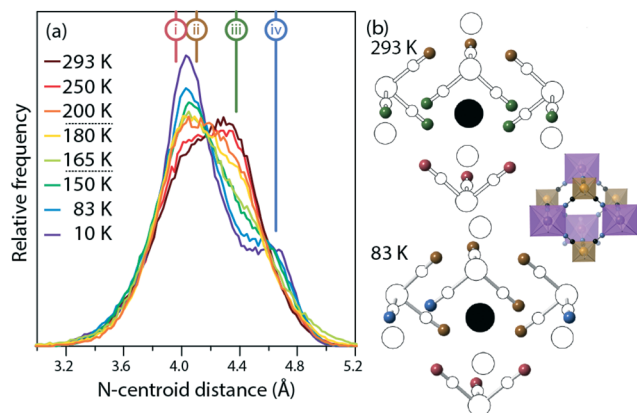 (a)
i ii iii iv
293 K
250 K
200 K
180 K
165 K
150 K
83 K
10 K
Relative frequency
3.2 3.6 4.0 4.4 4.8 5.2
N-centroid distance (Å)
(b)
293 K
83 K